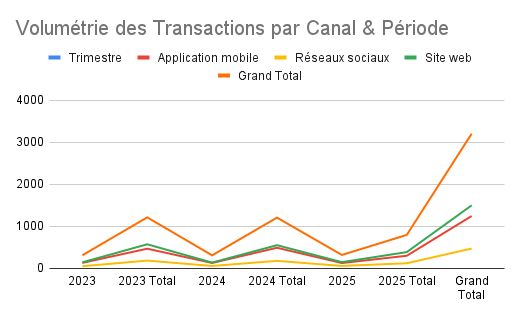 Volumétrie des Transactions par Canal & Période
Trimestre Application mobile Réseaux sociaux Site web
Grand Total
4000
3000
2000
1000
0
2023 2023 Total 2024 2024 Total 2025 2025 Total Grand
Total